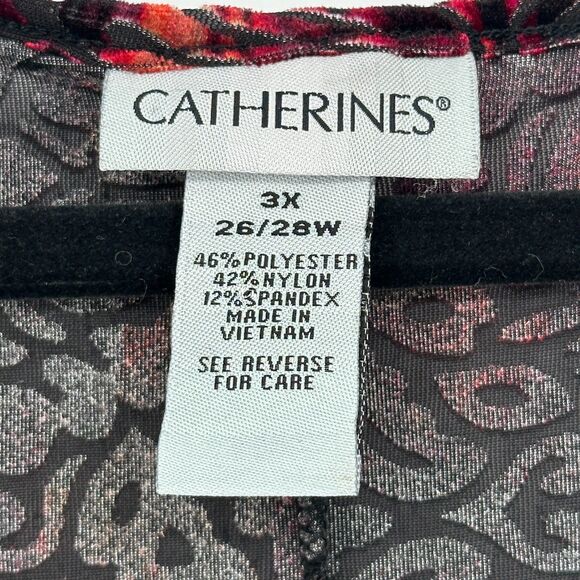 CATHERINES®
3X
26/28W
46% POLYESTER
42% NYLON
12% SPANDEX
MADE IN
VIETNAM
SEE REVERSE
FOR CARE